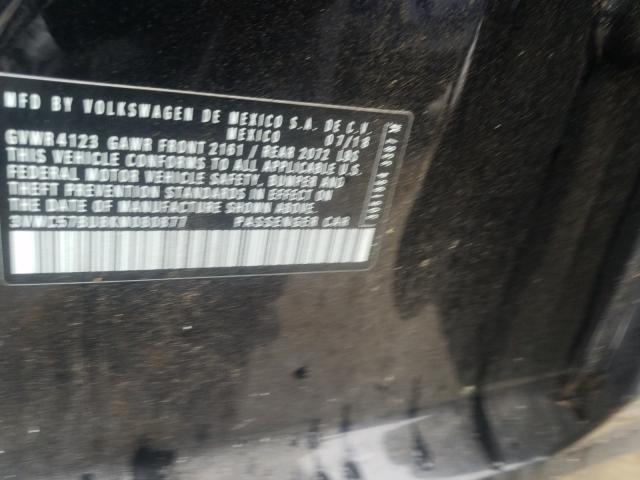 MFD BY VOLKSWAGEN DE MEXICO S.A. DE C.V.
MEXICO 07/18
GVWR 4123 GAWR FRONT 2161 / REAR 2072 LBS
THIS VEHICLE CONFORMS TO ALL APPLICABLE U.S.
FEDERAL MOTOR VEHICLE SAFETY, BUMPER AND
THEFT PREVENTION STANDARDS IN EFFECT ON
THE DATE OF MANUFACTURE SHOWN ABOVE.
PASSENGER CAR